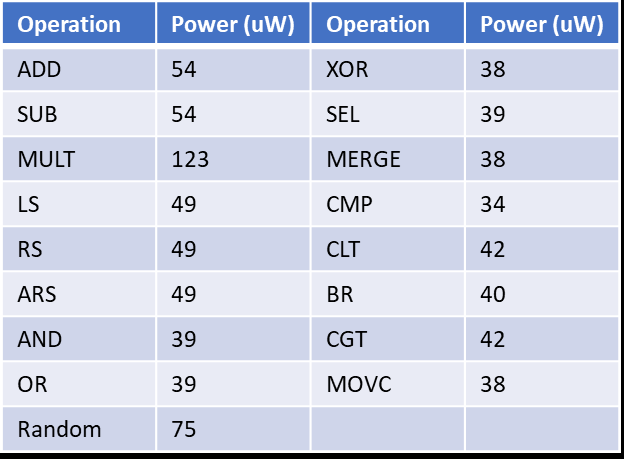 Operation Power (uW) Operation Power (uW)
ADD 54 XOR 38
SUB 54 SEL 39
MULT 123 MERGE 38
LS 49 CMP 34
RS 49 CLT 42
ARS 49 BR 40
AND 39 CGT 42
OR 39 MOVC 38
Random 75